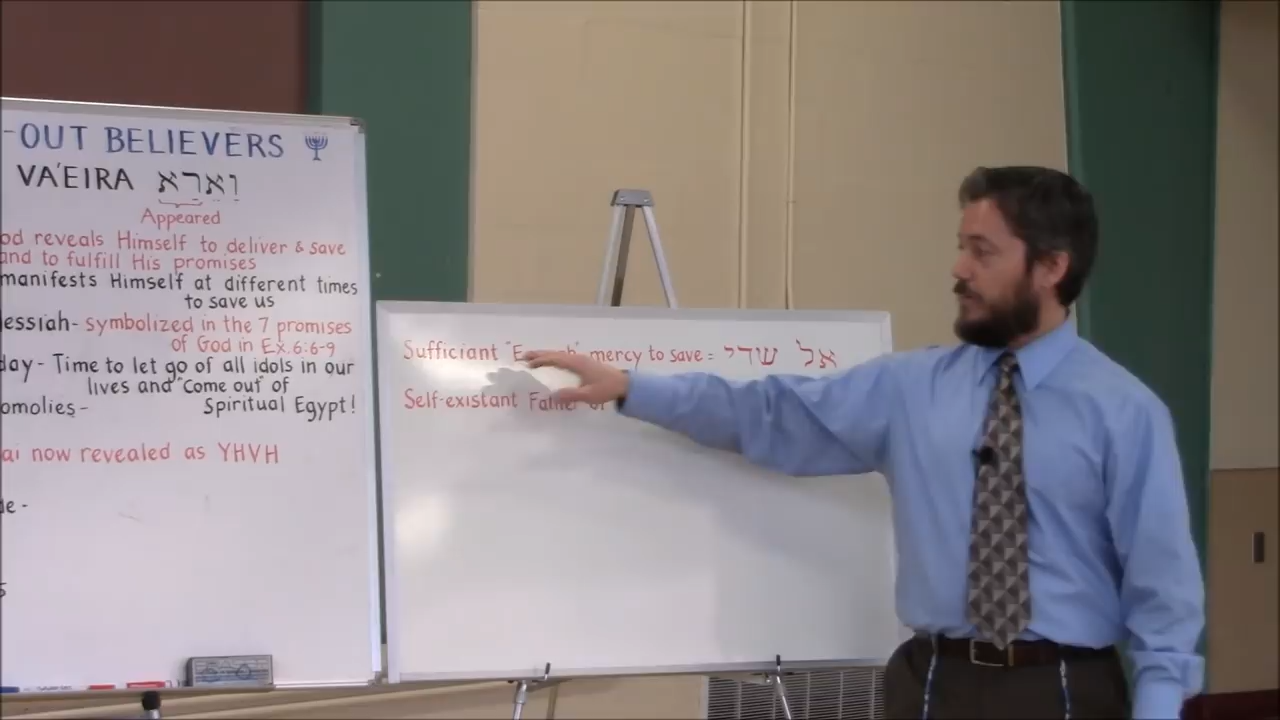 -OUT BELIEVERS
VA'EIRA וָאֵרָא
Appeared
od reveals Himself to deliver & save
and to fulfill His promises
manifests Himself at different times
to save us
essiah- symbolized in the 7 promises
of God in Ex.6:6-9
day- Time to let go of all idols in our
lives and "Come out" of
omolies- Spiritual Egypt!
ai now revealed as YHVH
de-
s
Sufficiant mercy to save = אל שדי
Self-existant Father of